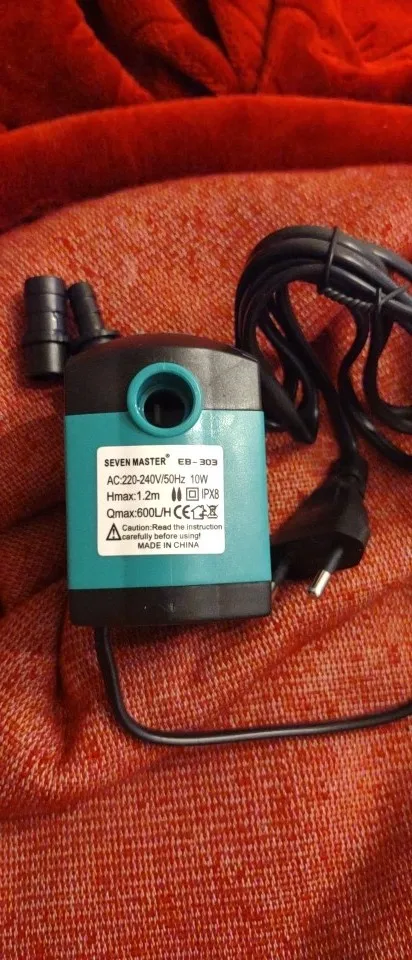 SEVEN MASTER® EB-303
AC:220-240V/50Hz 10W
Hmax:1.2m IPX8
Qmax:600L/H CE
Caution:Read the instruction
carefully before using!
MADE IN CHINA